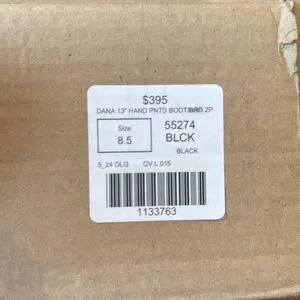 $395
DANA 13" HAND PNTD BOOT/BRD ZP
Size
8.5
55274
BLCK
BLACK
5_24 OLG
OV L 015
1133763